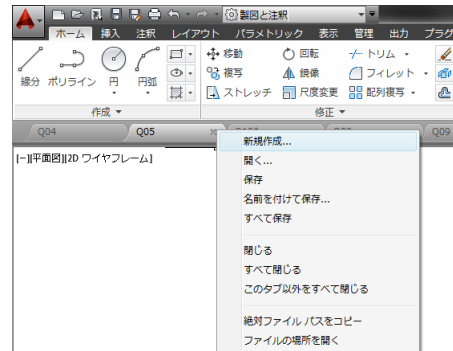 製図と注釈
ホーム 挿入 注釈 レイアウト パラメトリック 表示 管理 出力 プラグ
移動 回転 トリム
複写 鏡像 フィレット
線分 ポリライン 円 円弧
ストレッチ 尺度変更 配列複写
作成 修正
Q04 Q05 Q09
[-][平面図][2D ワイヤフレーム]
新規作成...
開く...
保存
名前を付けて保存...
すべて保存
閉じる
すべて閉じる
このタブ以外をすべて閉じる
絶対ファイル パスをコピー
ファイルの場所を開く